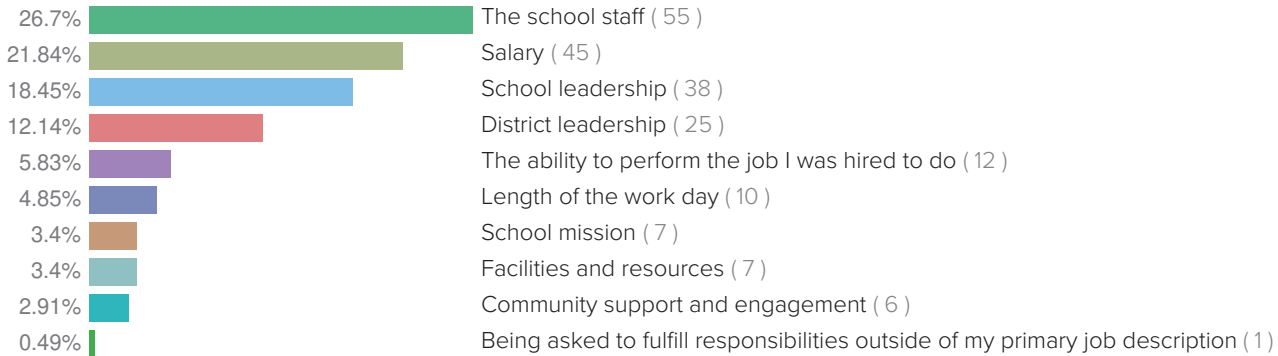 26.7% The school staff ( 55 )
21.84% Salary ( 45 )
18.45% School leadership ( 38 )
12.14% District leadership ( 25 )
5.83% The ability to perform the job I was hired to do ( 12 )
4.85% Length of the work day ( 10 )
3.4% School mission ( 7 )
3.4% Facilities and resources ( 7 )
2.91% Community support and engagement ( 6 )
0.49% Being asked to fulfill responsibilities outside of my primary job description ( 1 )